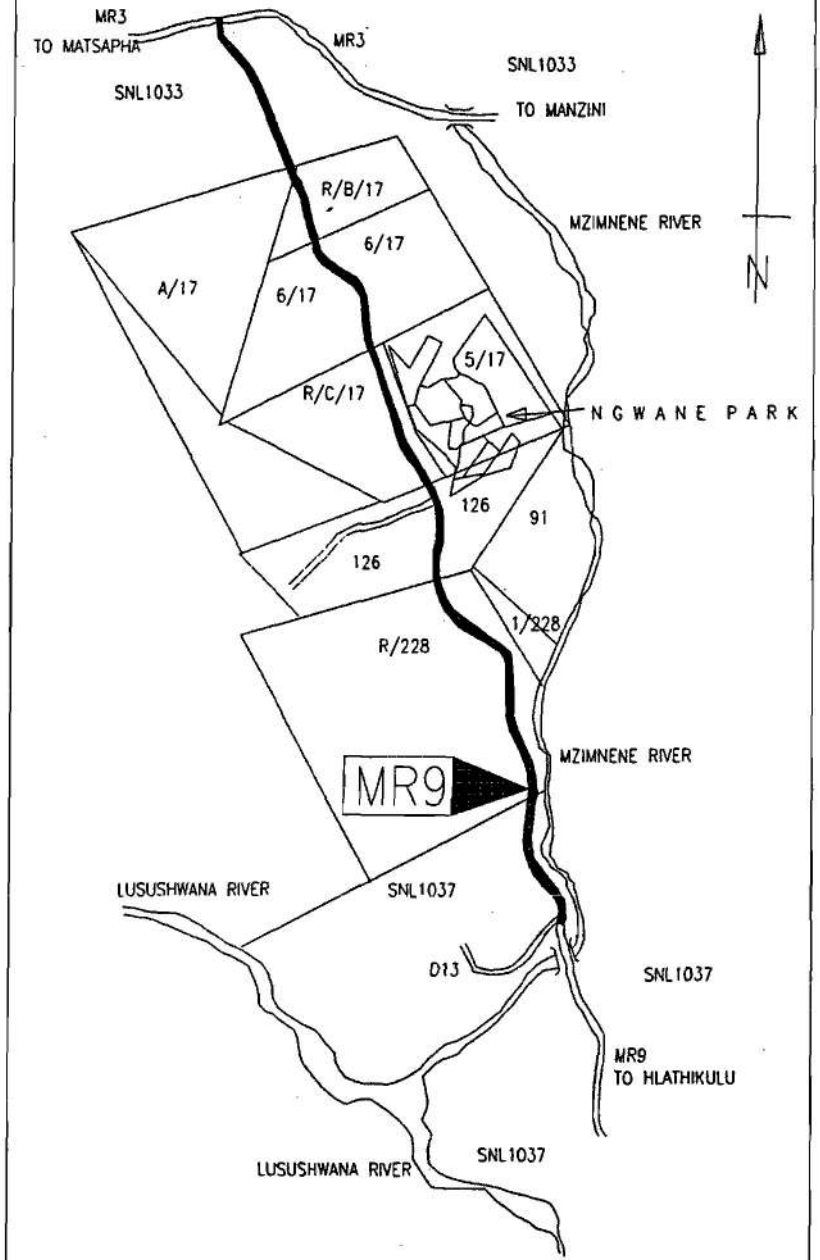 MR3
TO MATSAPHA
MR3
SNL1033
SNL1033
TO MANZINI
R/B/17
MZIMNENE RIVER
6/17
A/17
6/17
N
5/17
R/C/17
NGWANE PARK
126
91
126
1/228
R/228
MZIMNENE RIVER
MR9
LUSUSHWANA RIVER
SNL1037
D13
SNL1037
MR9
TO HLATHIKULU
SNL1037
LUSUSHWANA RIVER